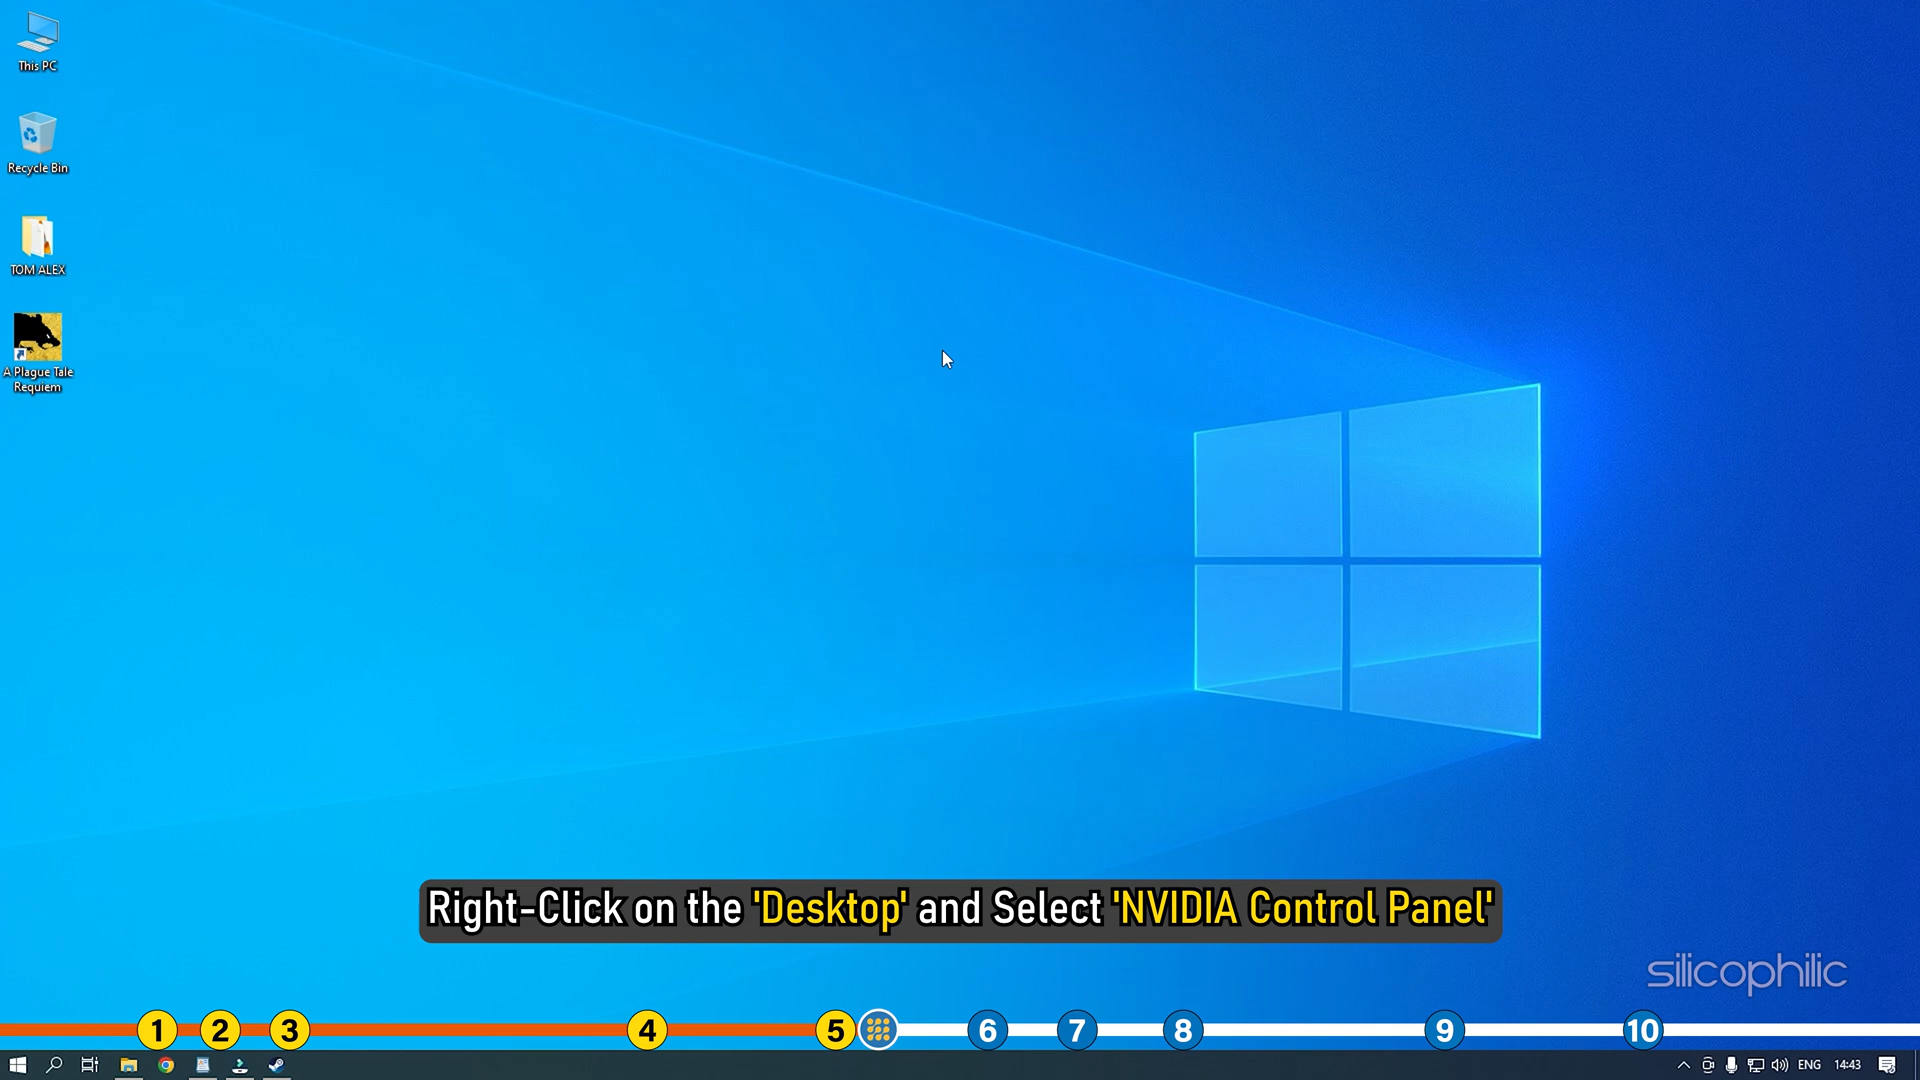 This PC
Recycle Bin
TOM ALEX
A Plague Tale
Requiem
Right-Click on the 'Desktop' and Select 'NVIDIA Control Panel'
silicophilic
1 2 3 4 5 6 7 8 9 10
ENG 14:43